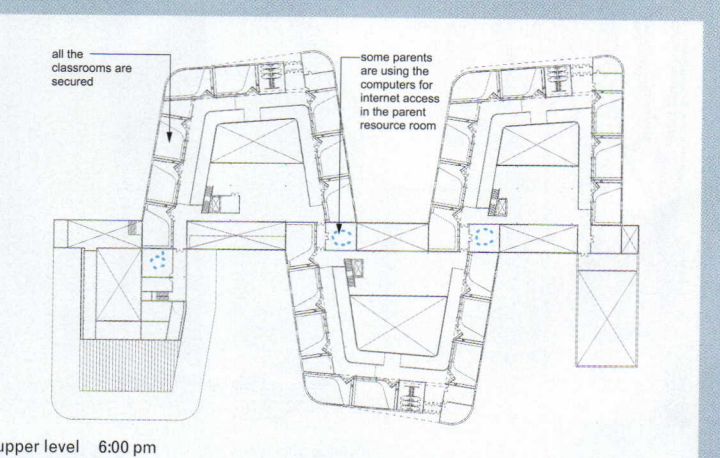 all the
classrooms are
secured
some parents
are using the
computers for
internet access
in the parent
resource room
upper level 6:00 pm